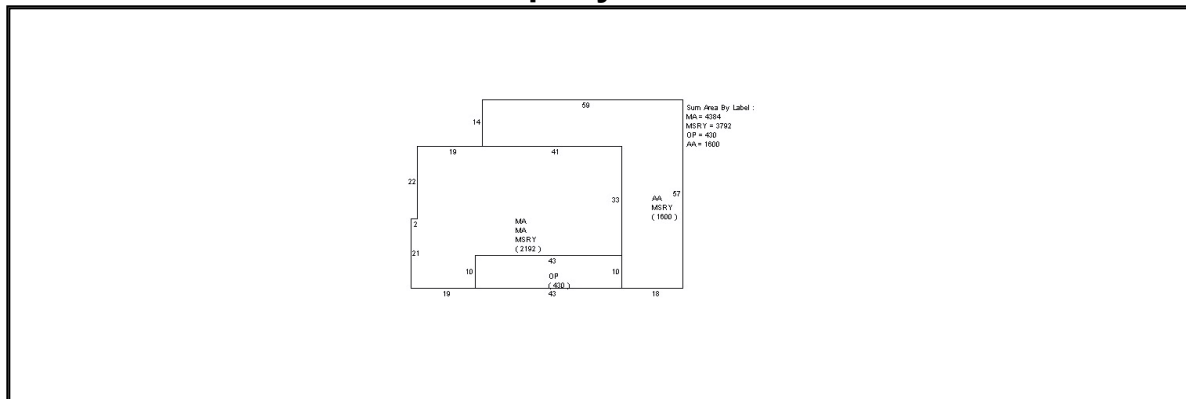 59
14
Sum Area By Label :
MA = 4384
MSRY = 3792
OP = 430
AA = 1600
19
41
22
33
57
AA
MSRY
( 1600 )
2
MA
MA
MSRY
( 2192 )
21
43
10
10
OP
( 430 )
19
43
18